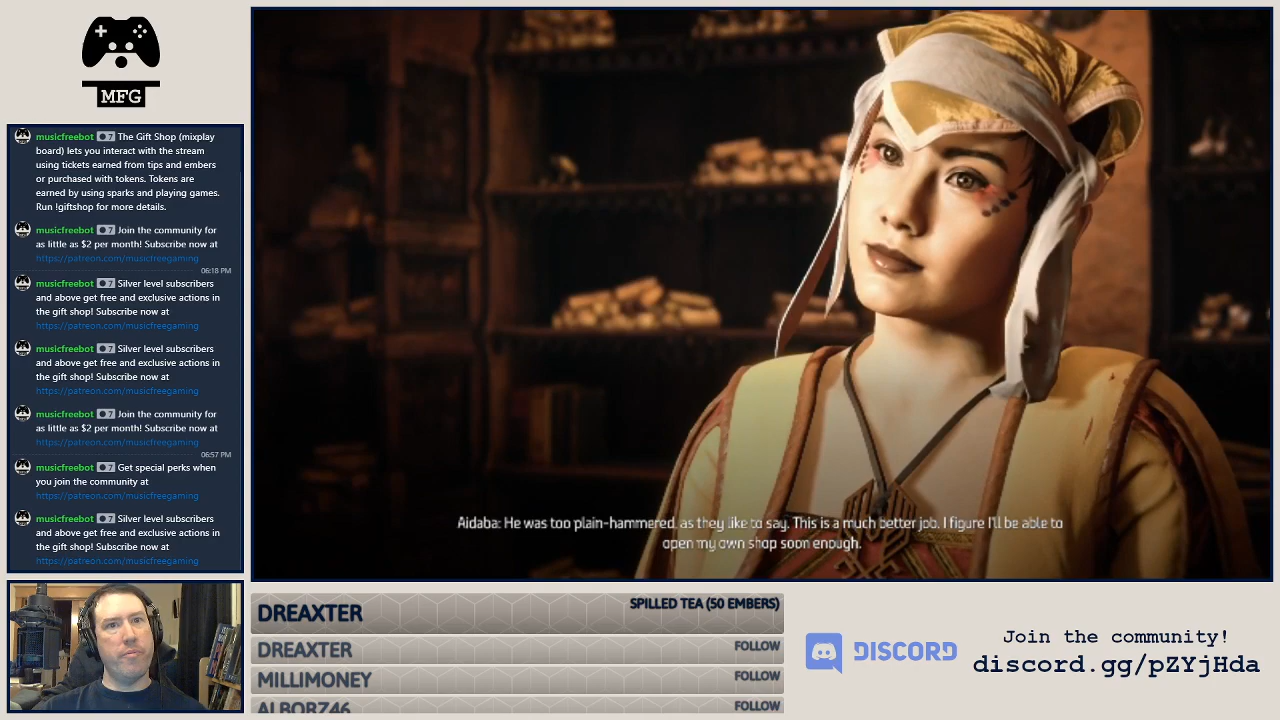 MFG
musicfreebot 7 The Gift Shop (mixplay
board) lets you interact with the stream
using tickets earned from tips and embers
or purchased with tokens. Tokens are
earned by using sparks and playing games.
Run !giftshop for more details.
musicfreebot 7 Join the community for
as little as $2 per month! Subscribe now at
https://patreon.com/musicfreegaming
06:18 PM
musicfreebot 7 Silver level subscribers
and above get free and exclusive actions in
the gift shop! Subscribe now at
https://patreon.com/musicfreegaming
musicfreebot 7 Silver level subscribers
and above get free and exclusive actions in
the gift shop! Subscribe now at
https://patreon.com/musicfreegaming
musicfreebot 7 Join the community for
as little as $2 per month! Subscribe now at
https://patreon.com/musicfreegaming
06:57 PM
musicfreebot 7 Get special perks when
you join the community at
https://patreon.com/musicfreegaming
musicfreebot 7 Silver level subscribers
and above get free and exclusive actions in
the gift shop! Subscribe now at
https://patreon.com/musicfreegaming
Aidaba: He was too plain-hammered, as they like to say. This is a much better job. I figure I'll be able to
open my own shop soon enough.
DREAXTER SPILLED TEA (50 EMBERS)
DREAXTER FOLLOW
MILLIMONEY FOLLOW
ALBORZ46 FOLLOW
DISCORD
Join the community!
discord.gg/pZYjHda